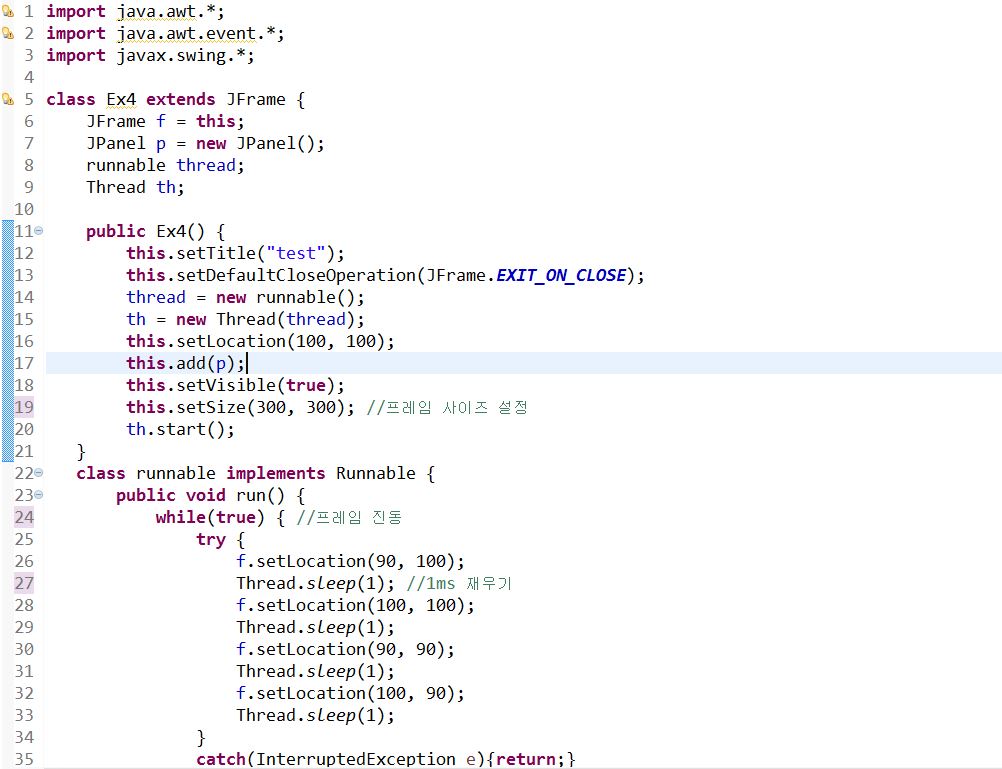 1 import java.awt.*;
2 import java.awt.event.*;
3 import javax.swing.*;
4
5 class Ex4 extends JFrame {
6     JFrame f = this;
7     JPanel p = new JPanel();
8     runnable thread;
9     Thread th;
10
11     public Ex4() {
12         this.setTitle("test");
13         this.setDefaultCloseOperation(JFrame.EXIT_ON_CLOSE);
14         thread = new runnable();
15         th = new Thread(thread);
16         this.setLocation(100, 100);
17         this.add(p);
18         this.setVisible(true);
19         this.setSize(300, 300); //프레임 사이즈 설정
20         th.start();
21     }
22    class runnable implements Runnable {
23        public void run() {
24            while(true) { //프레임 진동
25                try {
26                    f.setLocation(90, 100);
27                    Thread.sleep(1); //1ms 재우기
28                    f.setLocation(100, 100);
29                    Thread.sleep(1);
30                    f.setLocation(90, 90);
31                    Thread.sleep(1);
32                    f.setLocation(100, 90);
33                    Thread.sleep(1);
34                }
35                catch(InterruptedException e){return;}